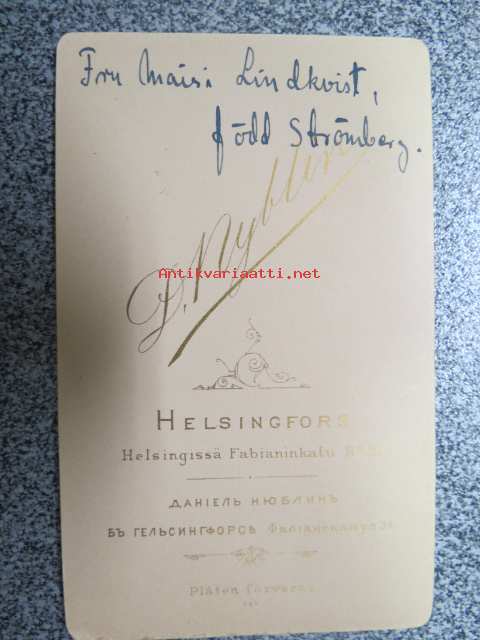 Fru Maisi Lindkvist,
född Strömberg.
D. Nyblin
Antikvariaatti.net
HELSINGFORS
Helsingissä Fabianinkatu
ДАНІЕЛЬ НЮБЛИНЪ
ВЪ ГЕЛЬСИНГФОРСѢ
Plåten förvaras